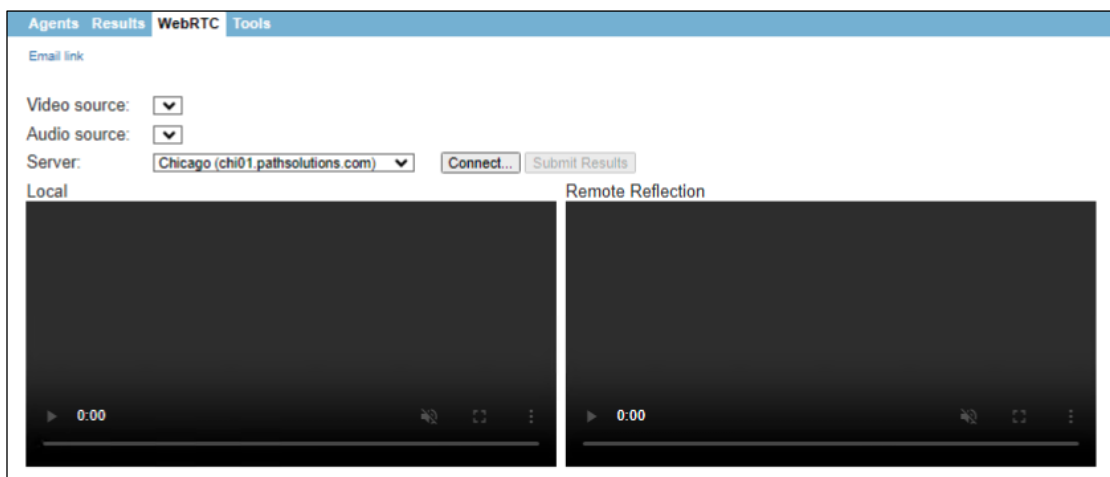 Agents Results WebRTC Tools
Email link
Video source:
Audio source:
Server: Chicago (chi01.pathsolutions.com) Connect... Submit Results
Local Remote Reflection
0:00 0:00